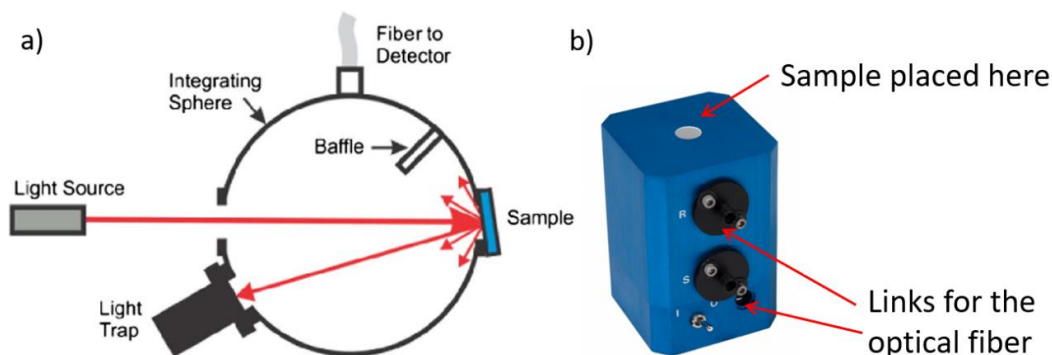 a)
Fiber to
Detector
Integrating
Sphere
Baffle
Light Source
Sample
Light
Trap
b)
Sample placed here
R
S
I
Links for the
optical fiber